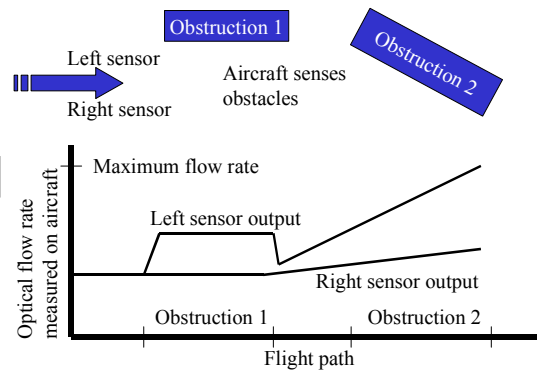 Obstruction 1
Obstruction 2
Left sensor
Right sensor
Aircraft senses
obstacles
Maximum flow rate
Left sensor output
Right sensor output
Optical flow rate
measured on aircraft
Obstruction 1
Obstruction 2
Flight path